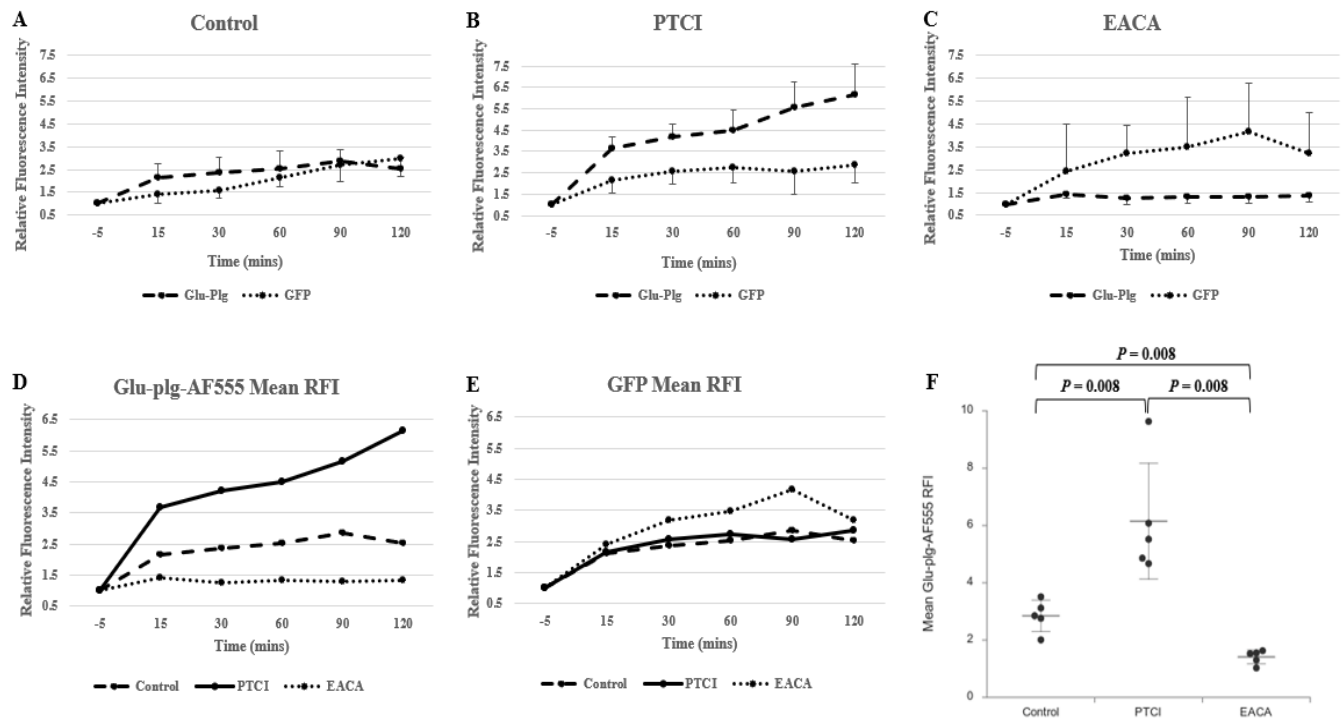 A
Control
Relative Fluorescence Intensity
7.5
6.5
5.5
4.5
3.5
2.5
1.5
0.5
-5 15 30 60 90 120
Time (mins)
Glu-Plg GFP
B
PTCI
Relative Fluorescence Intensity
7.5
6.5
5.5
4.5
3.5
2.5
1.5
0.5
-5 15 30 60 90 120
Time (mins)
Glu-Plg GFP
C
EACA
Relative Fluorescence Intensity
7.5
6.5
5.5
4.5
3.5
2.5
1.5
0.5
-5 15 30 60 90 120
Time (mins)
Glu-Plg GFP
D
Glu-plg-AF555 Mean RFI
Relative Fluorescence Intensity
6.5
5.5
4.5
3.5
2.5
1.5
0.5
-5 15 30 60 90 120
Time (mins)
Control PTCI EACA
E
GFP Mean RFI
Relative Fluorescence Intensity
6.5
5.5
4.5
3.5
2.5
1.5
0.5
-5 15 30 60 90 120
Time (mins)
Control PTCI EACA
F
P = 0.008
P = 0.008 P = 0.008
Mean Glu-plg-AF555 RFI
10
8
6
4
2
0
Control PTCI EACA